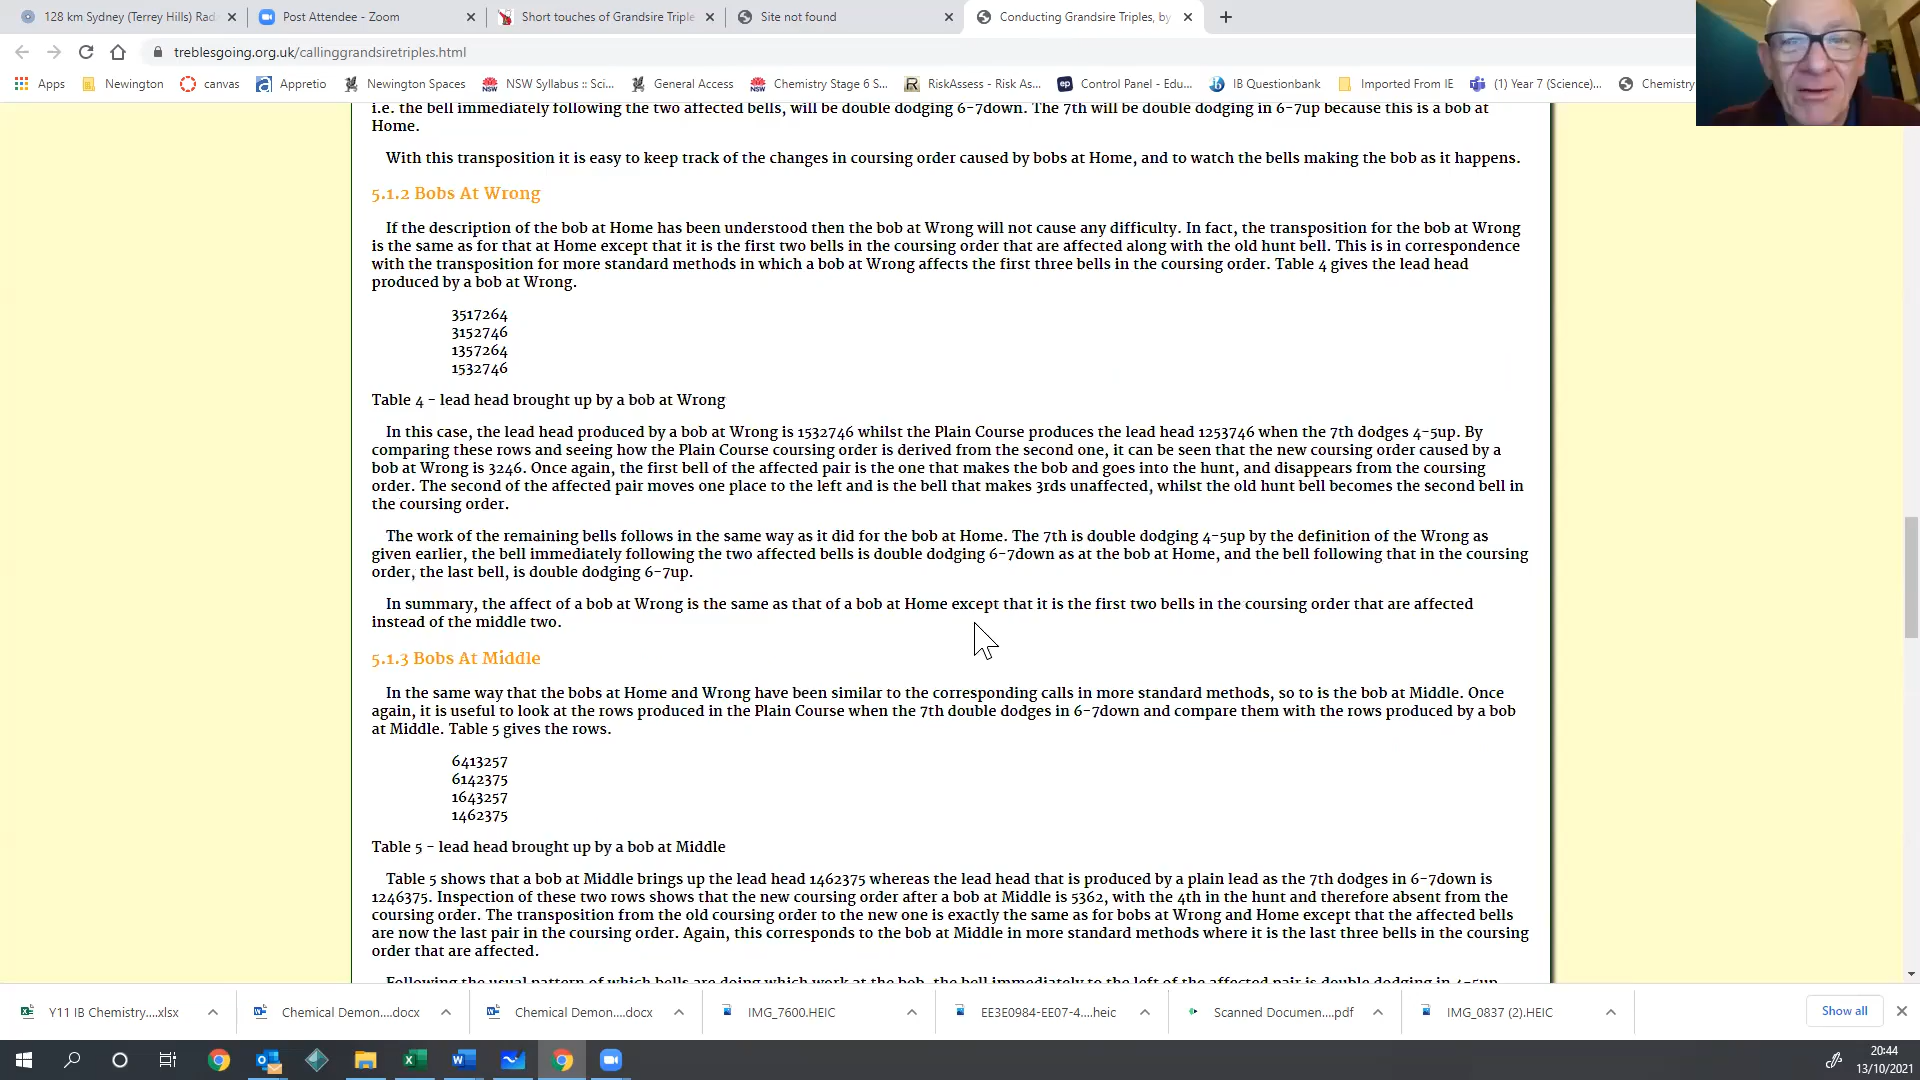 128 km Sydney (Terrey Hills) Rad
Post Attendee - Zoom
Short touches of Grandsire Triple
Site not found
Conducting Grandsire Triples, by
treblesgoing.org.uk/callinggrandsiretriples.html
Apps
Newington
canvas
Appretio
Newington Spaces
NSW Syllabus :: Sci...
General Access
Chemistry Stage 6 S...
RiskAssess - Risk As...
Control Panel - Edu...
IB Questionbank
Imported From IE
(1) Year 7 (Science)...
Chemistry
i.e. the bell immediately following the two affected bells, will be double dodging 6-7down. The 7th will be double dodging in 6-7up because this is a bob at
Home.
With this transposition it is easy to keep track of the changes in coursing order caused by bobs at Home, and to watch the bells making the bob as it happens.
5.1.2 Bobs At Wrong
If the description of the bob at Home has been understood then the bob at Wrong will not cause any difficulty. In fact, the transposition for the bob at Wrong
is the same as for that at Home except that it is the first two bells in the coursing order that are affected along with the old hunt bell. This is in correspondence
with the transposition for more standard methods in which a bob at Wrong affects the first three bells in the coursing order. Table 4 gives the lead head
produced by a bob at Wrong.
3517264
3152746
1357264
1532746
Table 4 - lead head brought up by a bob at Wrong
In this case, the lead head produced by a bob at Wrong is 1532746 whilst the Plain Course produces the lead head 1253746 when the 7th dodges 4-5up. By
comparing these rows and seeing how the Plain Course coursing order is derived from the second one, it can be seen that the new coursing order caused by a
bob at Wrong is 3246. Once again, the first bell of the affected pair is the one that makes the bob and goes into the hunt, and disappears from the coursing
order. The second of the affected pair moves one place to the left and is the bell that makes 3rds unaffected, whilst the old hunt bell becomes the second bell in
the coursing order.
The work of the remaining bells follows in the same way as it did for the bob at Home. The 7th is double dodging 4-5up by the definition of the Wrong as
given earlier, the bell immediately following the two affected bells is double dodging 6-7down as at the bob at Home, and the bell following that in the coursing
order, the last bell, is double dodging 6-7up.
In summary, the affect of a bob at Wrong is the same as that of a bob at Home except that it is the first two bells in the coursing order that are affected
instead of the middle two.
5.1.3 Bobs At Middle
In the same way that the bobs at Home and Wrong have been similar to the corresponding calls in more standard methods, so to is the bob at Middle. Once
again, it is useful to look at the rows produced in the Plain Course when the 7th double dodges in 6-7down and compare them with the rows produced by a bob
at Middle. Table 5 gives the rows.
6413257
6142375
1643257
1462375
Table 5 - lead head brought up by a bob at Middle
Table 5 shows that a bob at Middle brings up the lead head 1462375 whereas the lead head that is produced by a plain lead as the 7th dodges in 6-7down is
1246375. Inspection of these two rows shows that the new coursing order after a bob at Middle is 5362, with the 4th in the hunt and therefore absent from the
coursing order. The transposition from the old coursing order to the new one is exactly the same as for bobs at Wrong and Home except that the affected bells
are now the last pair in the coursing order. Again, this corresponds to the bob at Middle in more standard methods where it is the last three bells in the coursing
order that are affected.
Following the usual pattern of which bells are doing which work at the bob, the bell immediately to the left of the affected pair is double dodging in 4-5up
Y11 IB Chemistry....xlsx
Chemical Demon....docx
Chemical Demon....docx
IMG_7600.HEIC
EE3E0984-EE07-4....heic
Scanned Documen....pdf
IMG_0837 (2).HEIC
Show all
20:44
13/10/2021